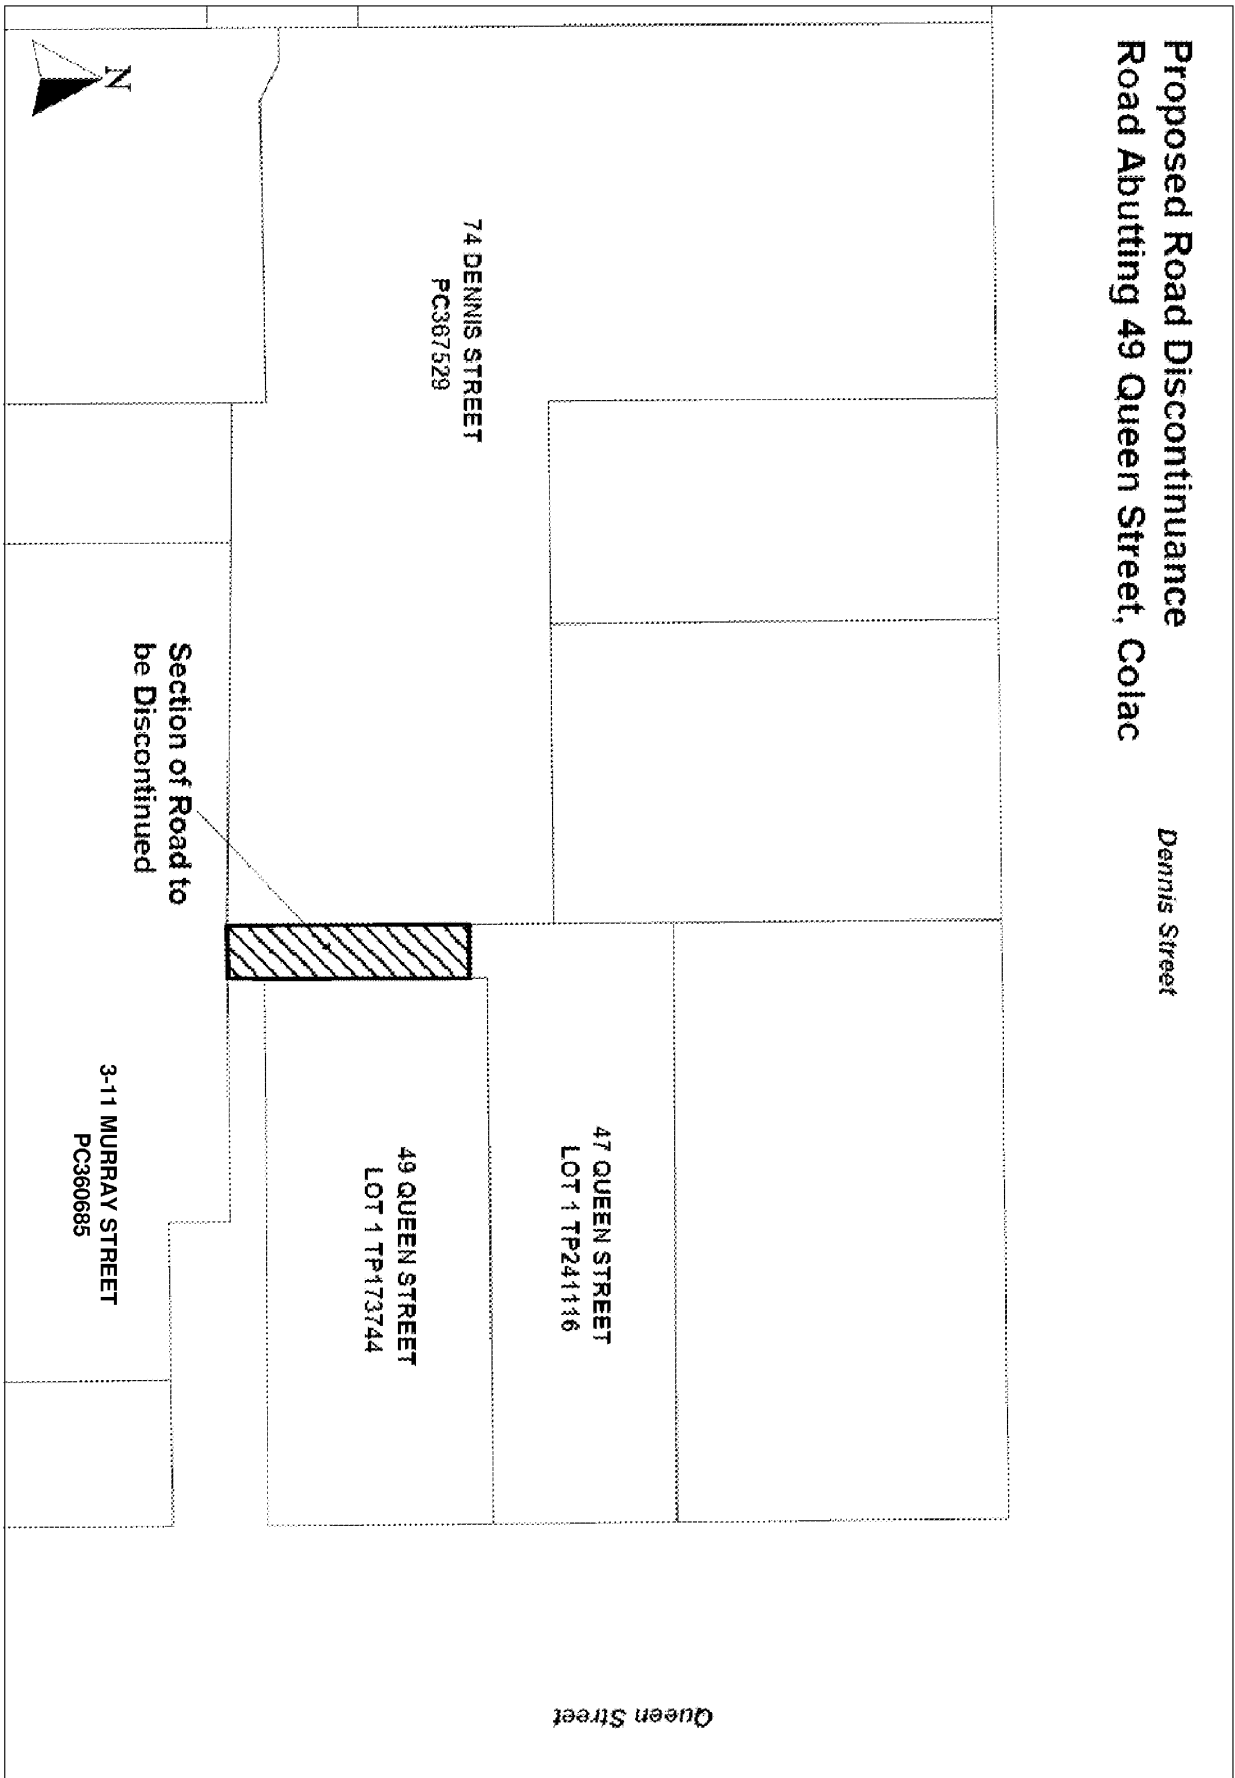 Proposed Road Discontinuance
Road Abutting 49 Queen Street, Colac
Dennis Street
74 DENNIS STREET
PC367529
47 QUEEN STREET
LOT 1 TP241116
49 QUEEN STREET
LOT 1 TP173744
Section of Road to
be Discontinued
3-11 MURRAY STREET
PC360685
Queen Street
N